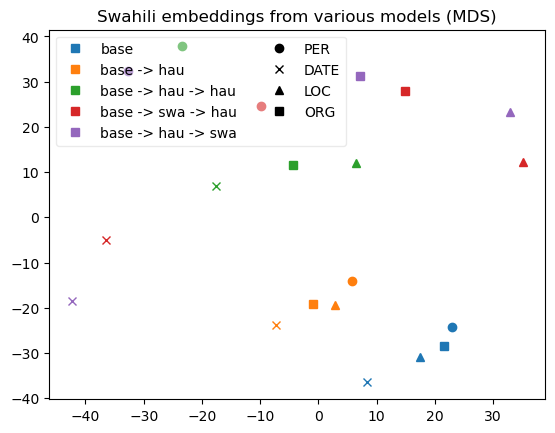 Swahili embeddings from various models (MDS)
40
30
20
10
0
−10
−20
−30
−40
base
base -> hau
base -> hau -> hau
base -> swa -> hau
base -> hau -> swa
PER
DATE
LOC
ORG
−40 −30 −20 −10 0 10 20 30